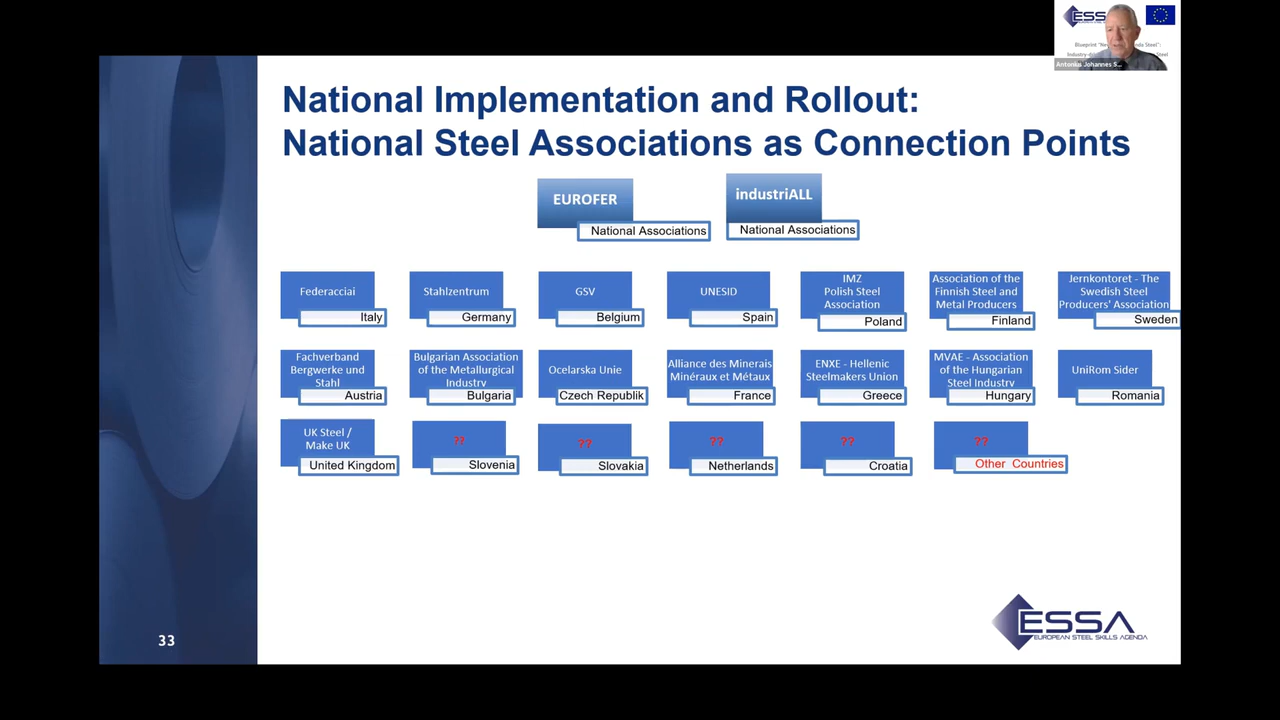 ESSA
Blueprint "Ne
Antonius Johannes S...
National Implementation and Rollout:
National Steel Associations as Connection Points
EUROFER
National Associations
industriALL
National Associations
Federacciai
Italy
Stahlzentrum
Germany
GSV
Belgium
UNESID
Spain
IMZ
Polish Steel
Association
Poland
Association of the
Finnish Steel and
Metal Producers
Finland
Jernkontoret - The
Swedish Steel
Producers' Association
Sweden
Fachverband
Bergwerke und
Stahl
Austria
Bulgarian Association
of the Metallurgical
Industry
Bulgaria
Ocelarska Unie
Czech Republik
Alliance des Minerais
Minéraux et Métaux
France
ENXE - Hellenic
Steelmakers Union
Greece
MVAE - Association
of the Hungarian
Steel Industry
Hungary
UniRom Sider
Romania
UK Steel /
Make UK
United Kingdom
??
Slovenia
??
Slovakia
??
Netherlands
??
Croatia
??
Other Countries
33
ESSA
EUROPEAN STEEL SKILLS AGENDA